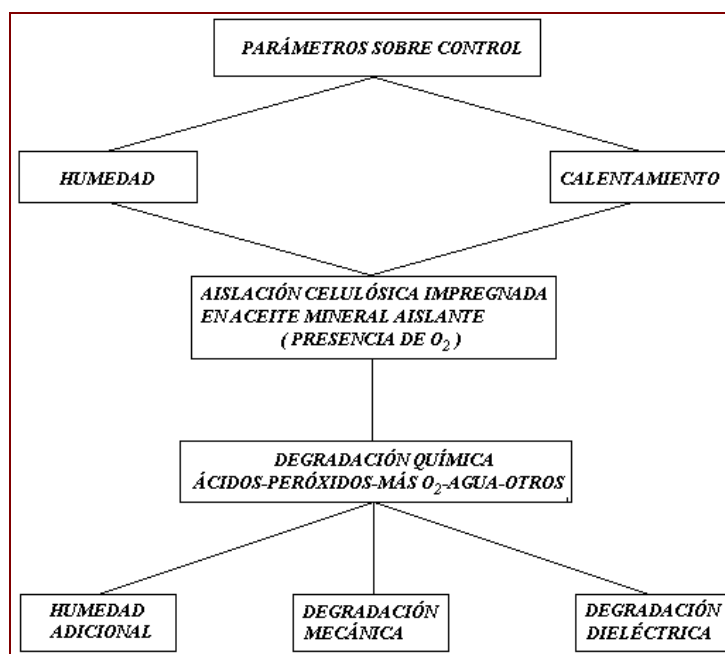 PARÁMETROS SOBRE CONTROL
HUMEDAD
CALENTAMIENTO
AISLACIÓN CELULÓSICA IMPREGNADA
EN ACEITE MINERAL AISLANTE
( PRESENCIA DE O₂ )
DEGRADACIÓN QUÍMICA
ÁCIDOS-PERÓXIDOS-MÁS O₂-AGUA-OTROS
HUMEDAD
ADICIONAL
DEGRADACIÓN
MECÁNICA
DEGRADACIÓN
DIELÉCTRICA